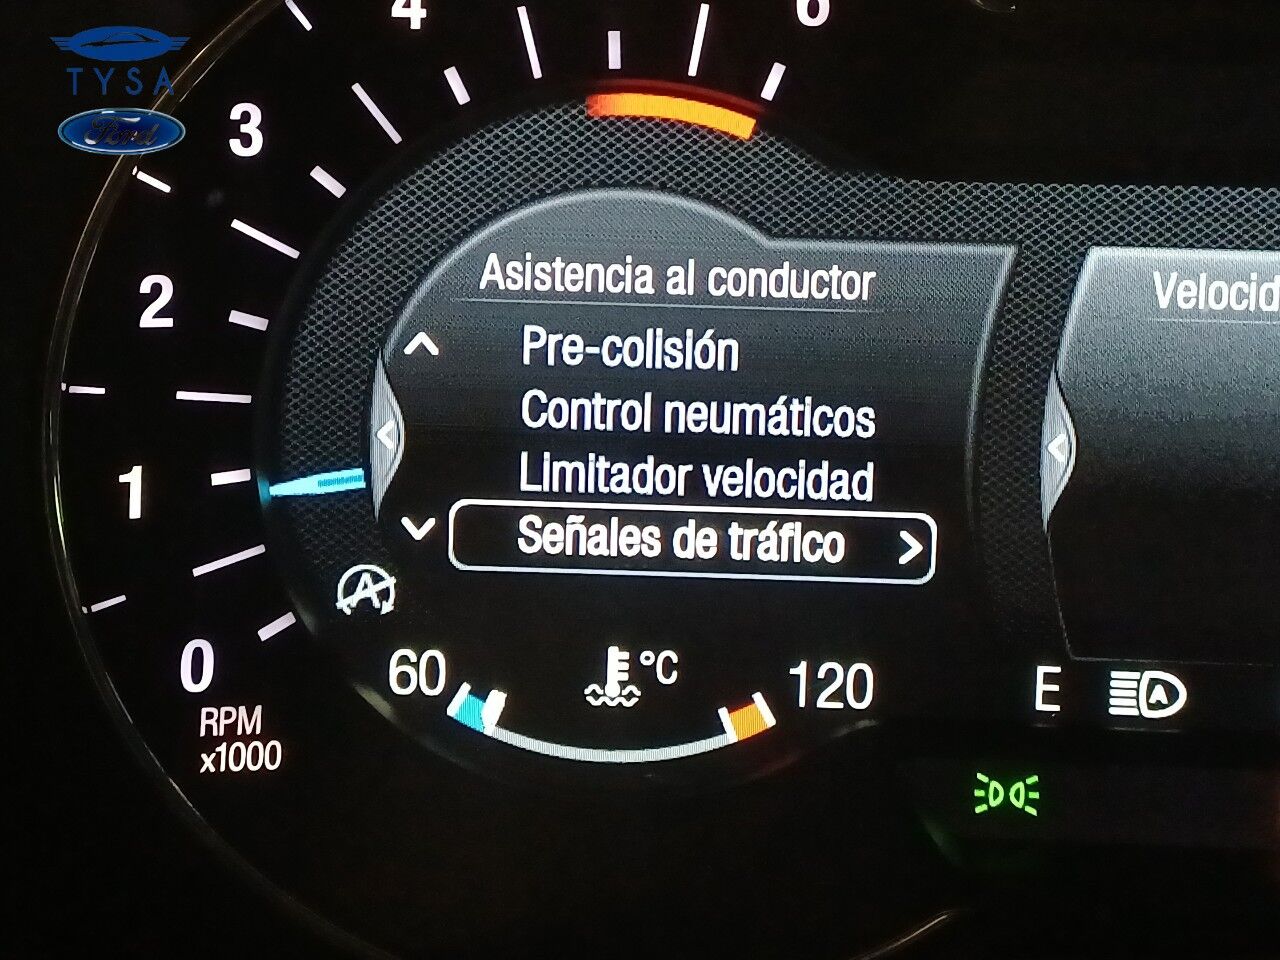 TYSA
Ford
4
6
3
2
1
0
RPM
x1000
Asistencia al conductor
Pre-colisión
Control neumáticos
Limitador velocidad
Señales de tráfico
Velocid
A
60
°C
120
E
A